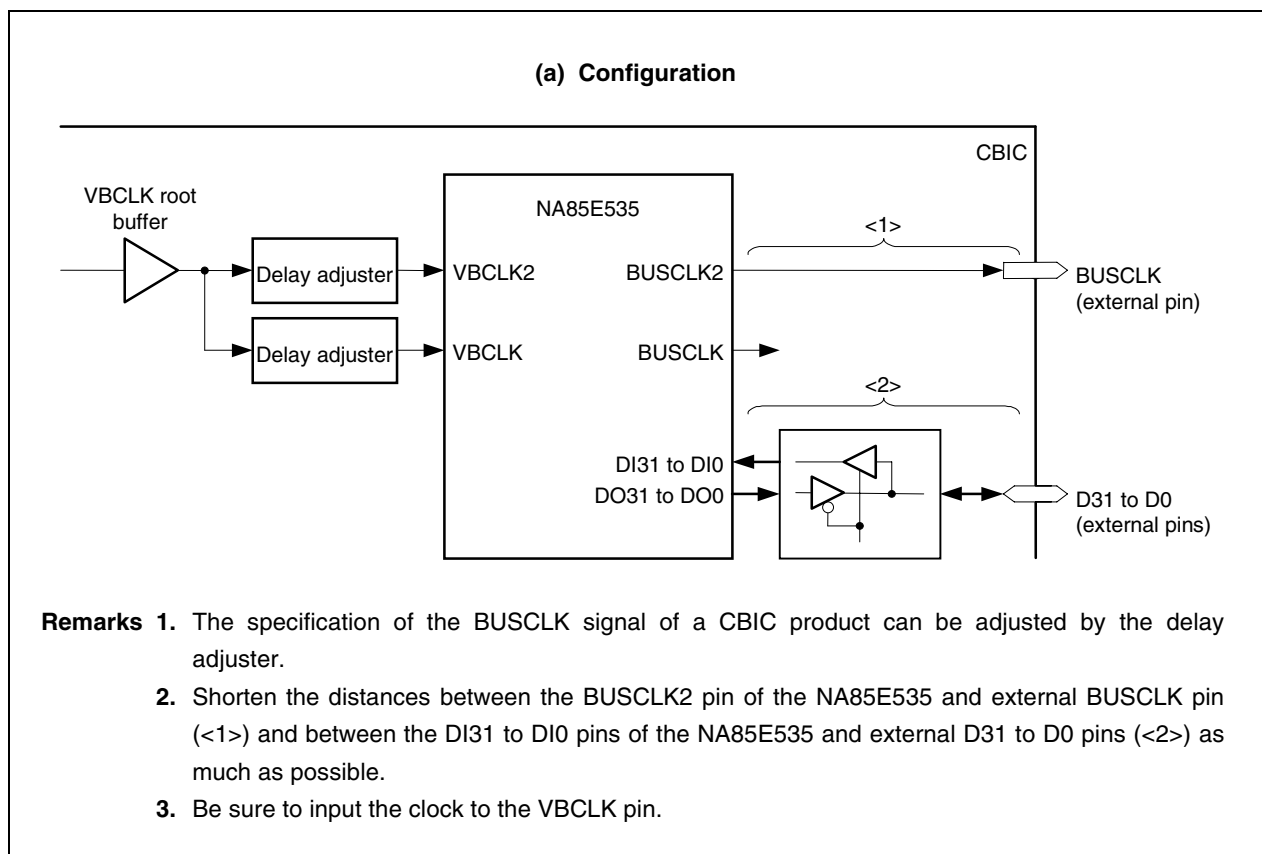 (a) Configuration
CBIC
VBCLK root
buffer
NA85E535
<1>
Delay adjuster
VBCLK2
BUSCLK2
BUSCLK
(external pin)
Delay adjuster
VBCLK
BUSCLK
<2>
DI31 to DI0
DO31 to DO0
D31 to D0
(external pins)
Remarks 1. The specification of the BUSCLK signal of a CBIC product can be adjusted by the delay
adjuster.
2. Shorten the distances between the BUSCLK2 pin of the NA85E535 and external BUSCLK pin
(<1>) and between the DI31 to DI0 pins of the NA85E535 and external D31 to D0 pins (<2>) as
much as possible.
3. Be sure to input the clock to the VBCLK pin.